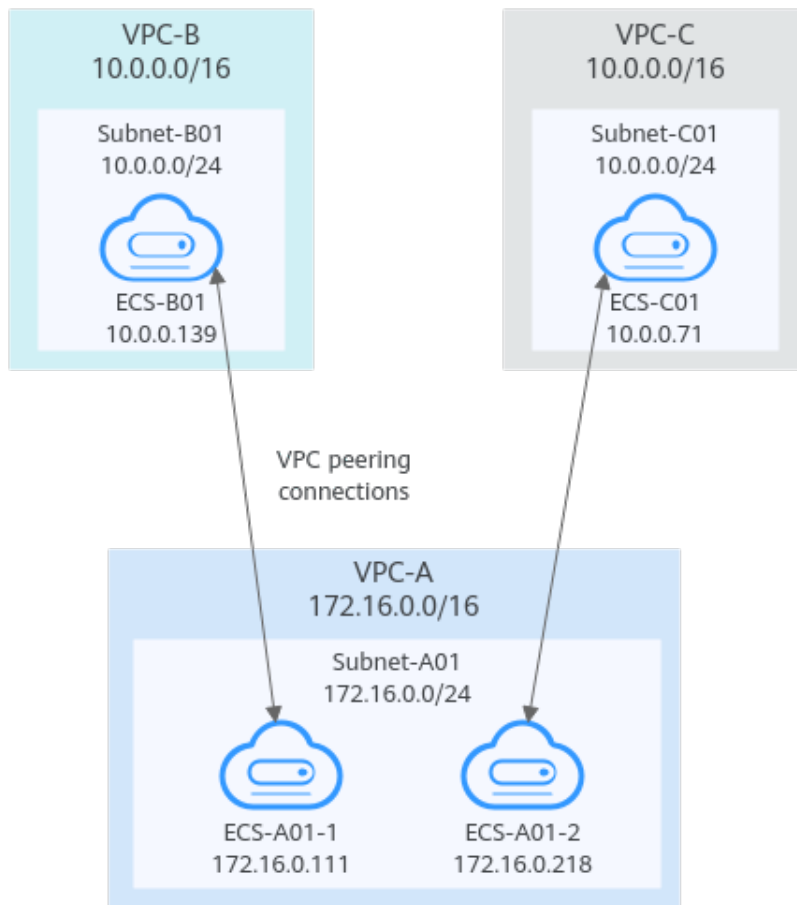 VPC-B
10.0.0.0/16
Subnet-B01
10.0.0.0/24
ECS-B01
10.0.0.139
VPC-C
10.0.0.0/16
Subnet-C01
10.0.0.0/24
ECS-C01
10.0.0.71
VPC peering
connections
VPC-A
172.16.0.0/16
Subnet-A01
172.16.0.0/24
ECS-A01-1
172.16.0.111
ECS-A01-2
172.16.0.218